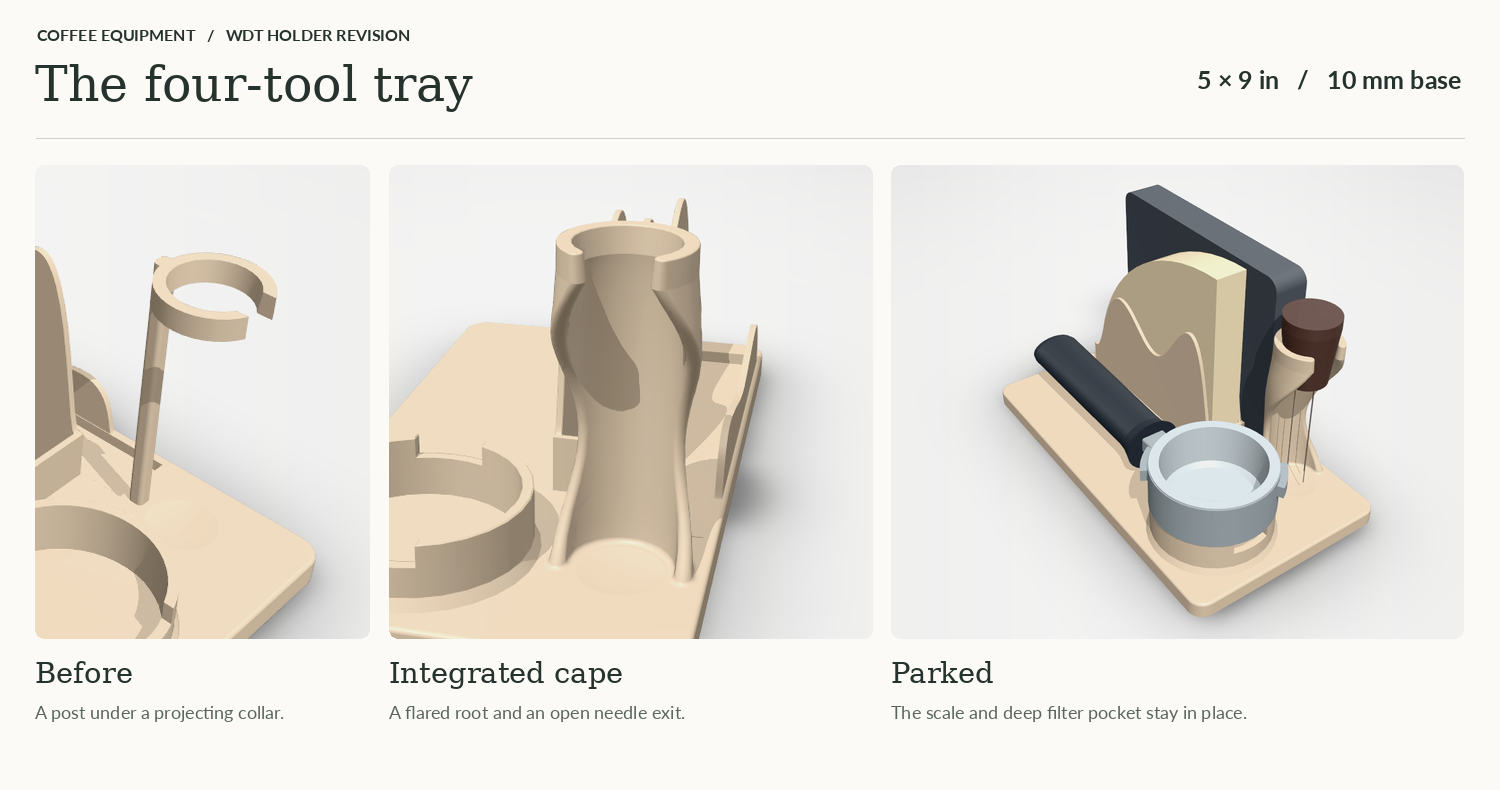 COFFEE EQUIPMENT / WDT HOLDER REVISION
The four-tool tray
5 × 9 in / 10 mm base
Before
A post under a projecting collar.
Integrated cape
A flared root and an open needle exit.
Parked
The scale and deep filter pocket stay in place.